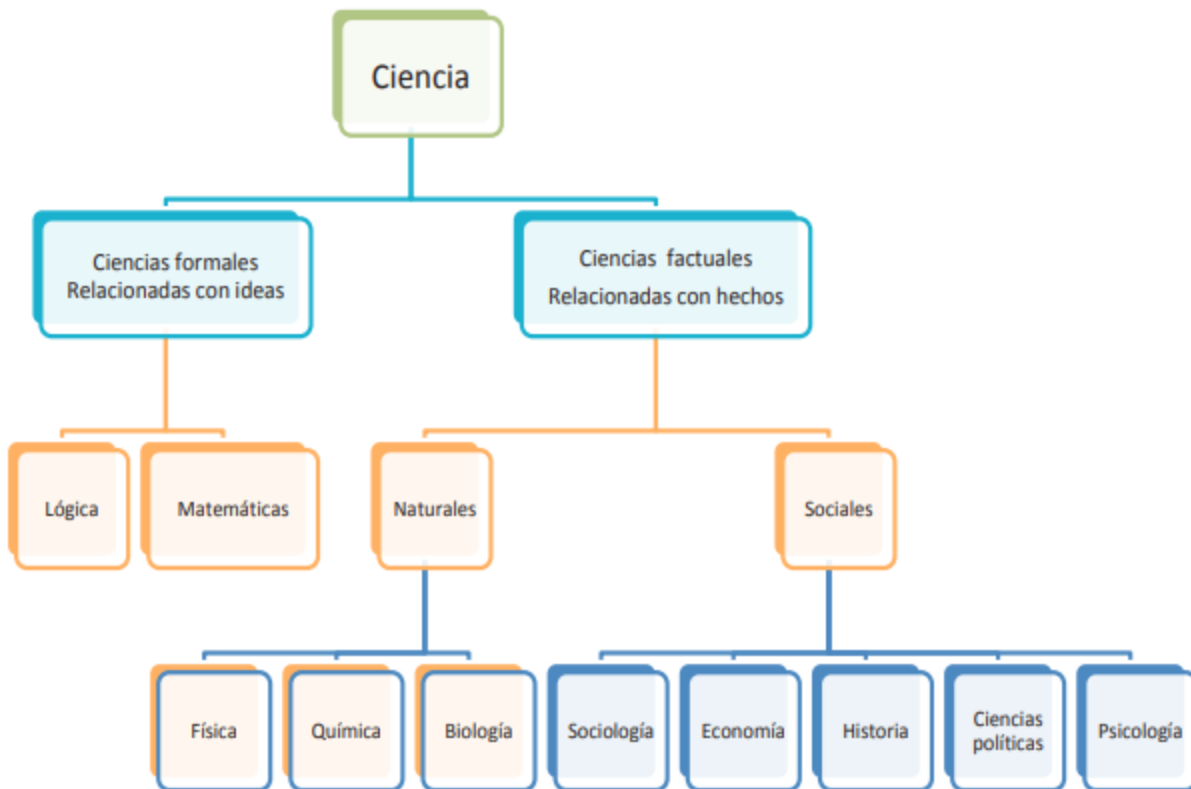 Ciencia
Ciencias formales
Relacionadas con ideas
Ciencias factuales
Relacionadas con hechos
Lógica
Matemáticas
Naturales
Sociales
Física
Química
Biología
Sociología
Economía
Historia
Ciencias
políticas
Psicología